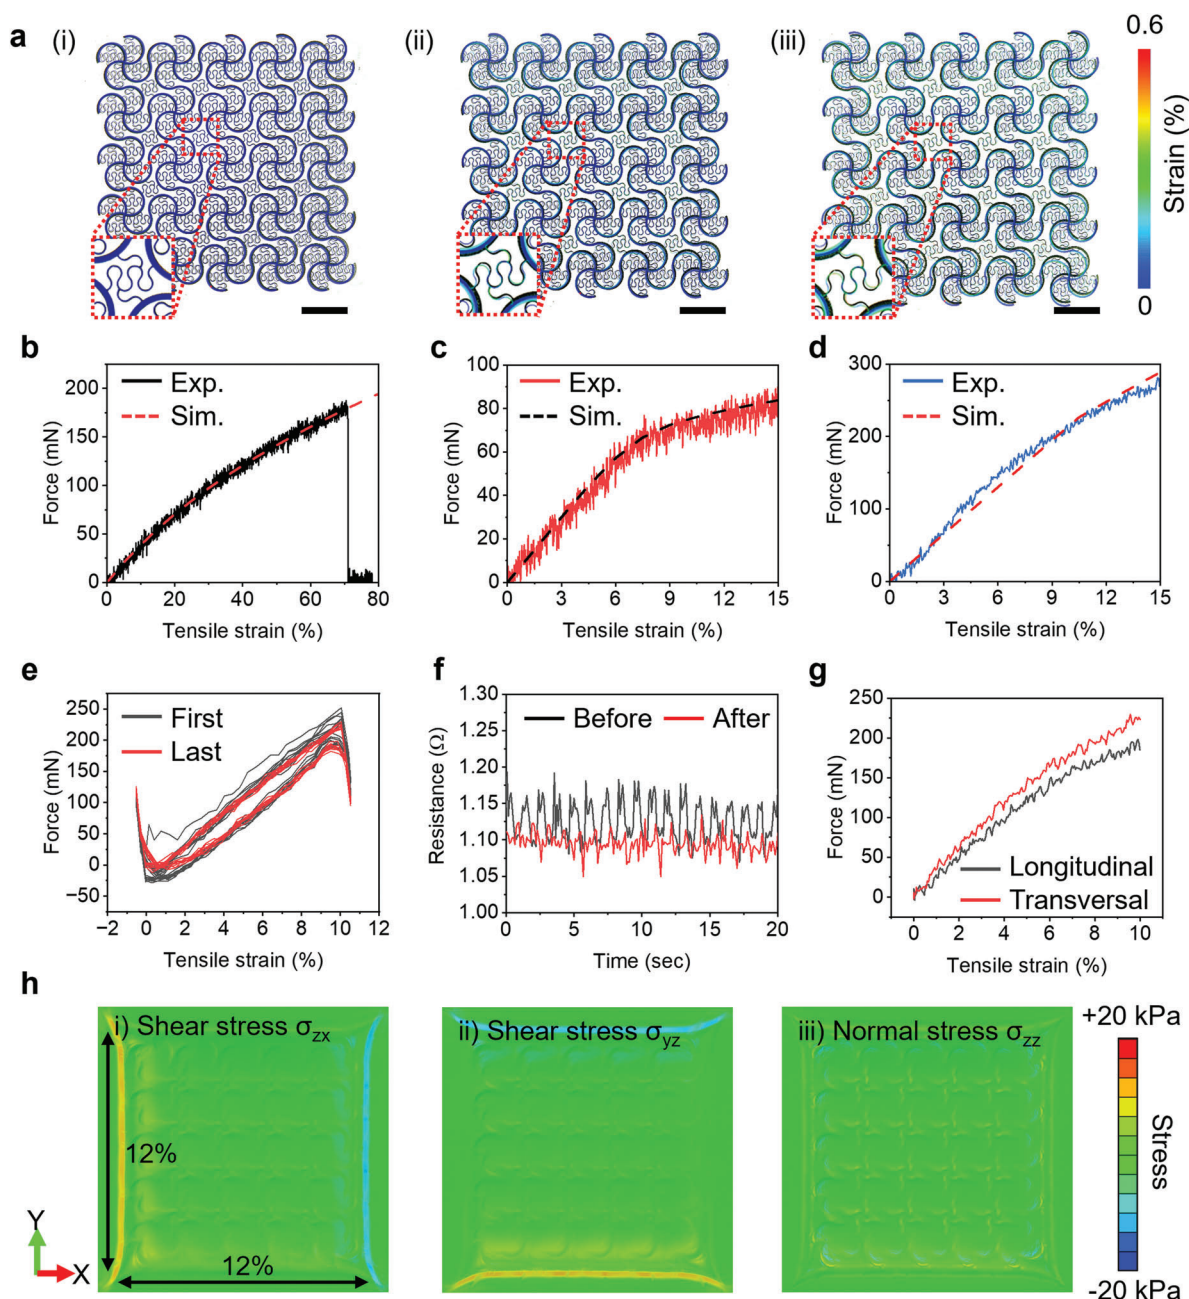 a (i) (ii) (iii) 0.6
Strain (%)
0
b
200
150
100
50
0
Force (mN)
Exp.
Sim.
0 20 40 60 80
Tensile strain (%)
c
100
80
60
40
20
0
Force (mN)
Exp.
Sim.
0 3 6 9 12 15
Tensile strain (%)
d
300
200
100
0
Force (mN)
Exp.
Sim.
0 3 6 9 12 15
Tensile strain (%)
e
250
200
150
100
50
0
−50
Force (mN)
First
Last
−2 0 2 4 6 8 10 12
Tensile strain (%)
f
1.30
1.25
1.20
1.15
1.10
1.05
1.00
Resistance (Ω)
Before After
0 5 10 15 20
Time (sec)
g
250
200
150
100
50
0
Force (mN)
Longitudinal
Transversal
0 2 4 6 8 10
Tensile strain (%)
h
i) Shear stress σzx
12%
12%
Y
X
ii) Shear stress σyz
iii) Normal stress σzz
+20 kPa
Stress
-20 kPa